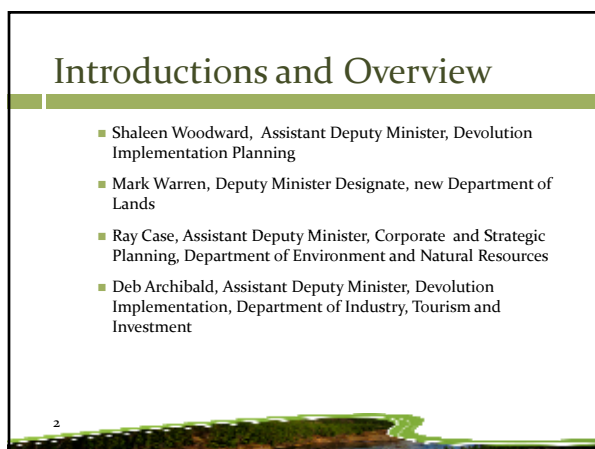 Introductions and Overview
Shaleen Woodward, Assistant Deputy Minister, Devolution
Implementation Planning
Mark Warren, Deputy Minister Designate, new Department of
Lands
Ray Case, Assistant Deputy Minister, Corporate and Strategic
Planning, Department of Environment and Natural Resources
Deb Archibald, Assistant Deputy Minister, Devolution
Implementation, Department of Industry, Tourism and
Investment
2